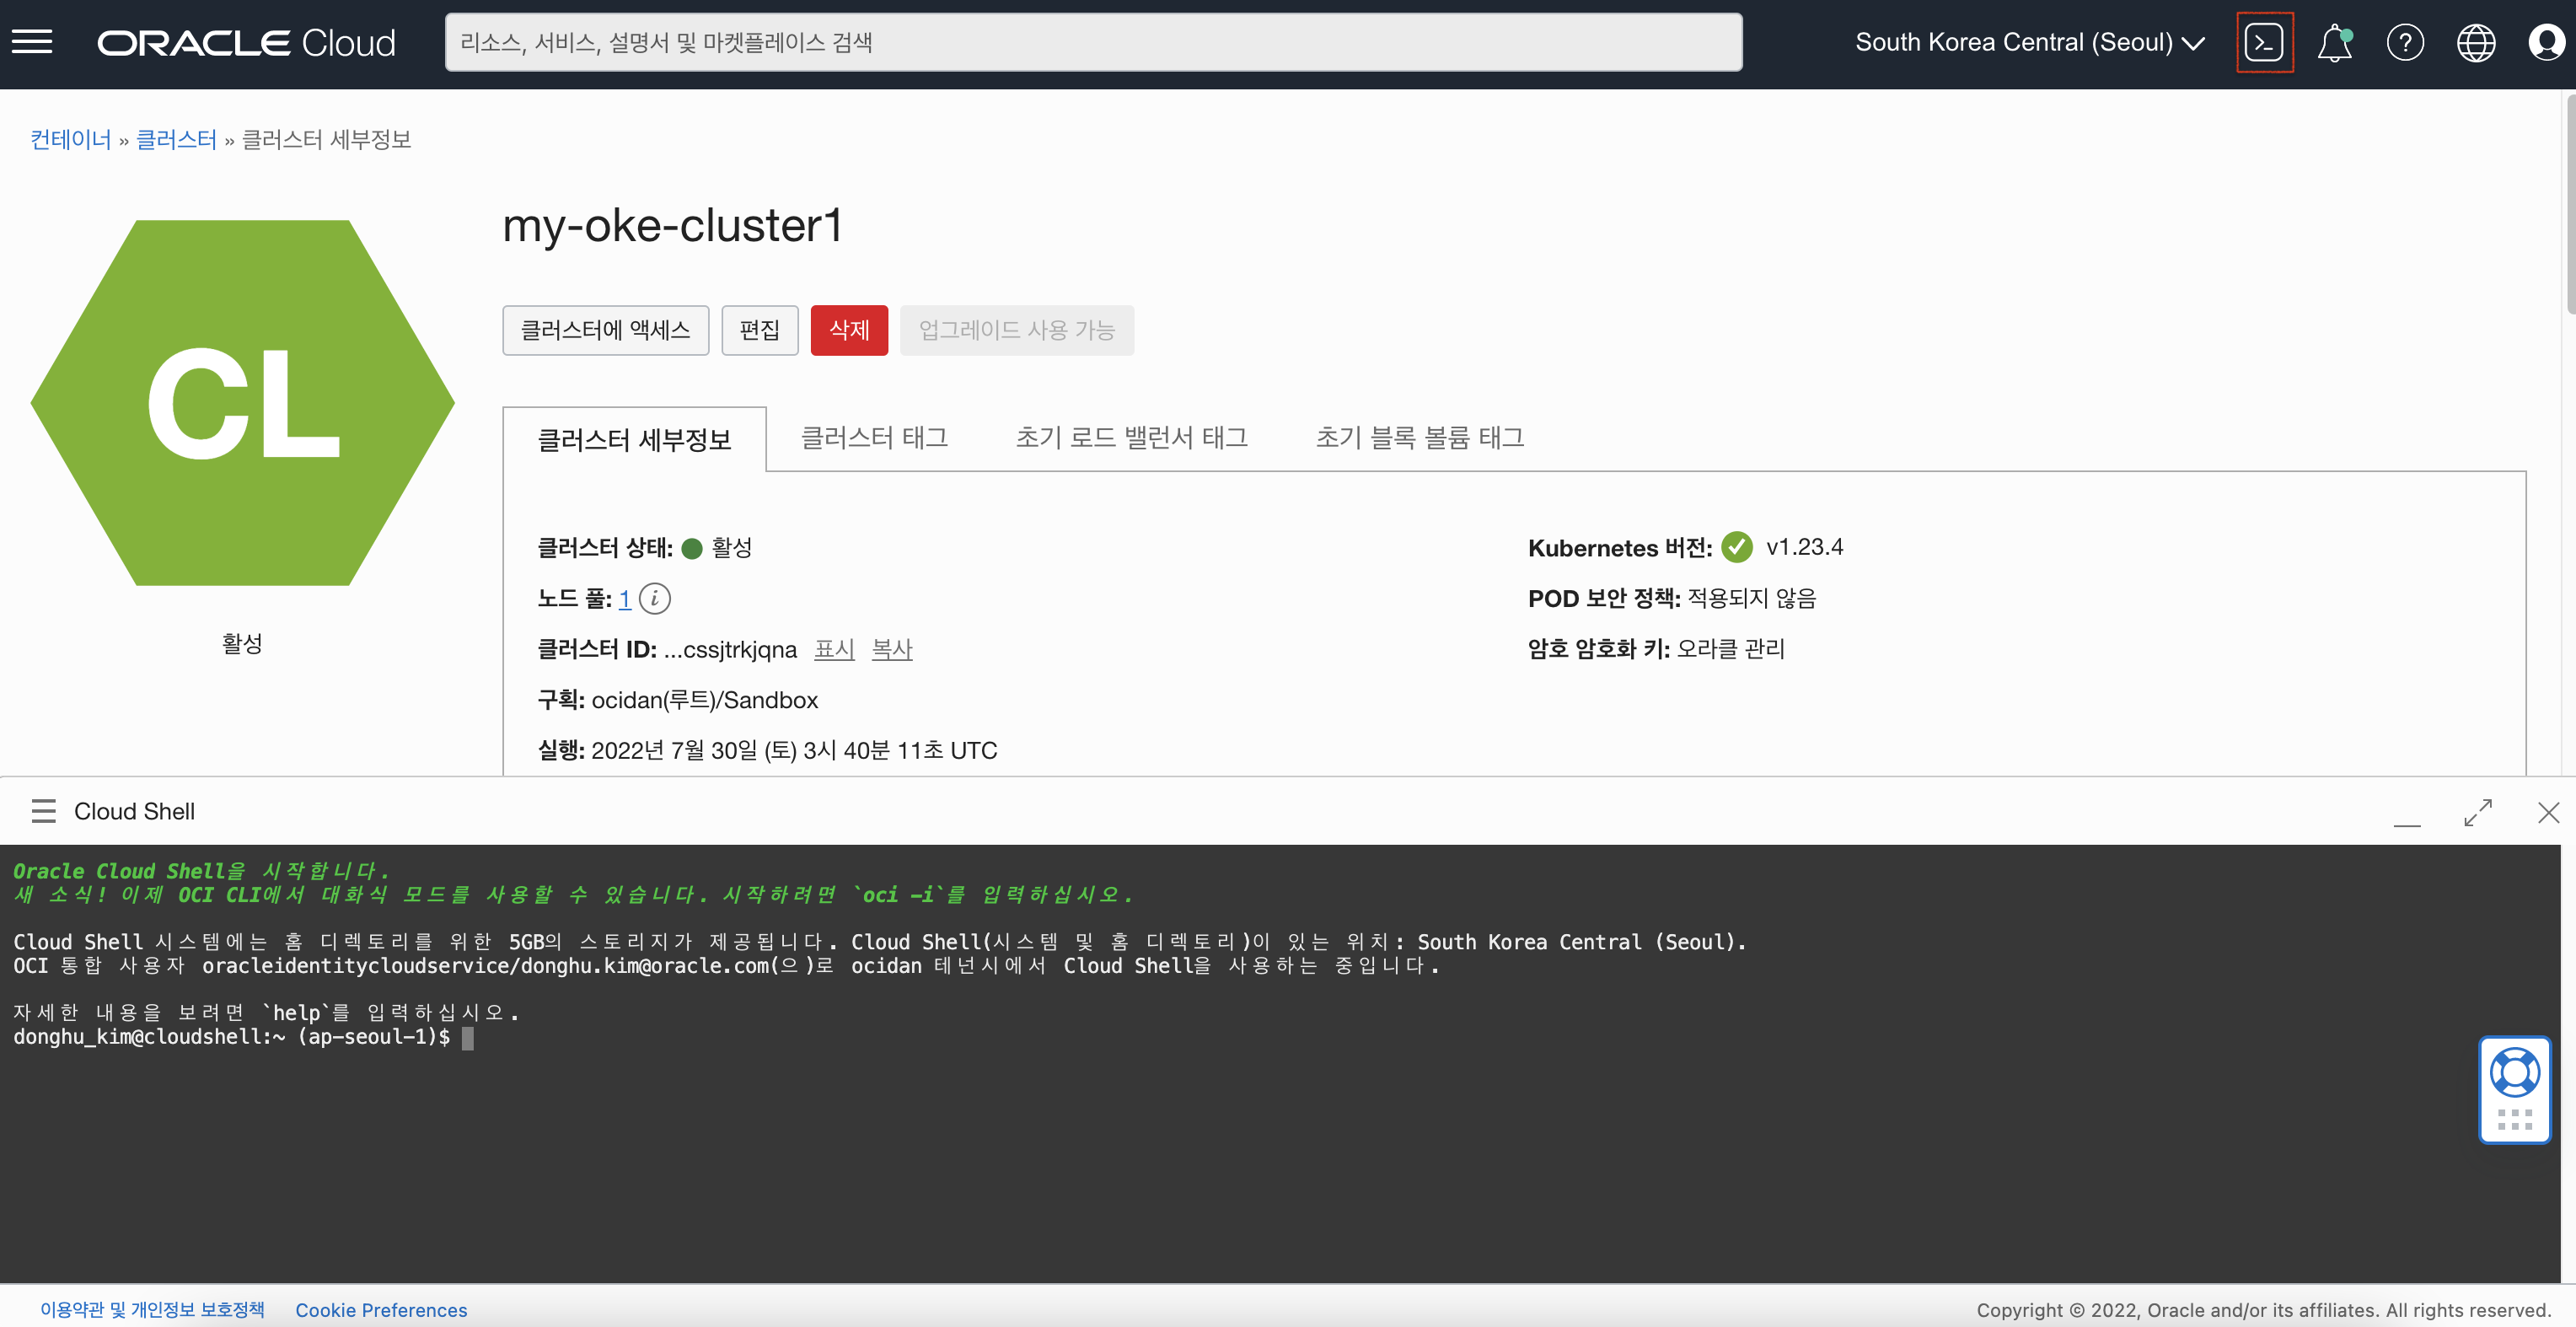 ORACLE Cloud
리소스, 서비스, 설명서 및 마켓플레이스 검색
South Korea Central (Seoul)
컨테이너 » 클러스터 » 클러스터 세부정보
CL
활성
my-oke-cluster1
클러스터에 액세스 편집 삭제 업그레이드 사용 가능
클러스터 세부정보 클러스터 태그 초기 로드 밸런서 태그 초기 블록 볼륨 태그
클러스터 상태: 활성
노드 풀: 1
클러스터 ID: ...cssjtrkjqna 표시 복사
구획: ocidan(루트)/Sandbox
실행: 2022년 7월 30일 (토) 3시 40분 11초 UTC
Kubernetes 버전: v1.23.4
POD 보안 정책: 적용되지 않음
암호 암호화 키: 오라클 관리
Cloud Shell
Oracle Cloud Shell을 시작합니다.
새 소식! 이제 OCI CLI에서 대화식 모드를 사용할 수 있습니다. 시작하려면 `oci -i`를 입력하십시오.
Cloud Shell 시스템에는 홈 디렉토리를 위한 5GB의 스토리지가 제공됩니다. Cloud Shell(시스템 및 홈 디렉토리)이 있는 위치: South Korea Central (Seoul).
OCI 통합 사용자 oracleidentitycloudservice/donghu.kim@oracle.com(으)로 ocidan 테넌시에서 Cloud Shell을 사용하는 중입니다.
자세한 내용을 보려면 `help`를 입력하십시오.
donghu_kim@cloudshell:~ (ap-seoul-1)$
이용약관 및 개인정보 보호정책 Cookie Preferences
Copyright © 2022, Oracle and/or its affiliates. All rights reserved.